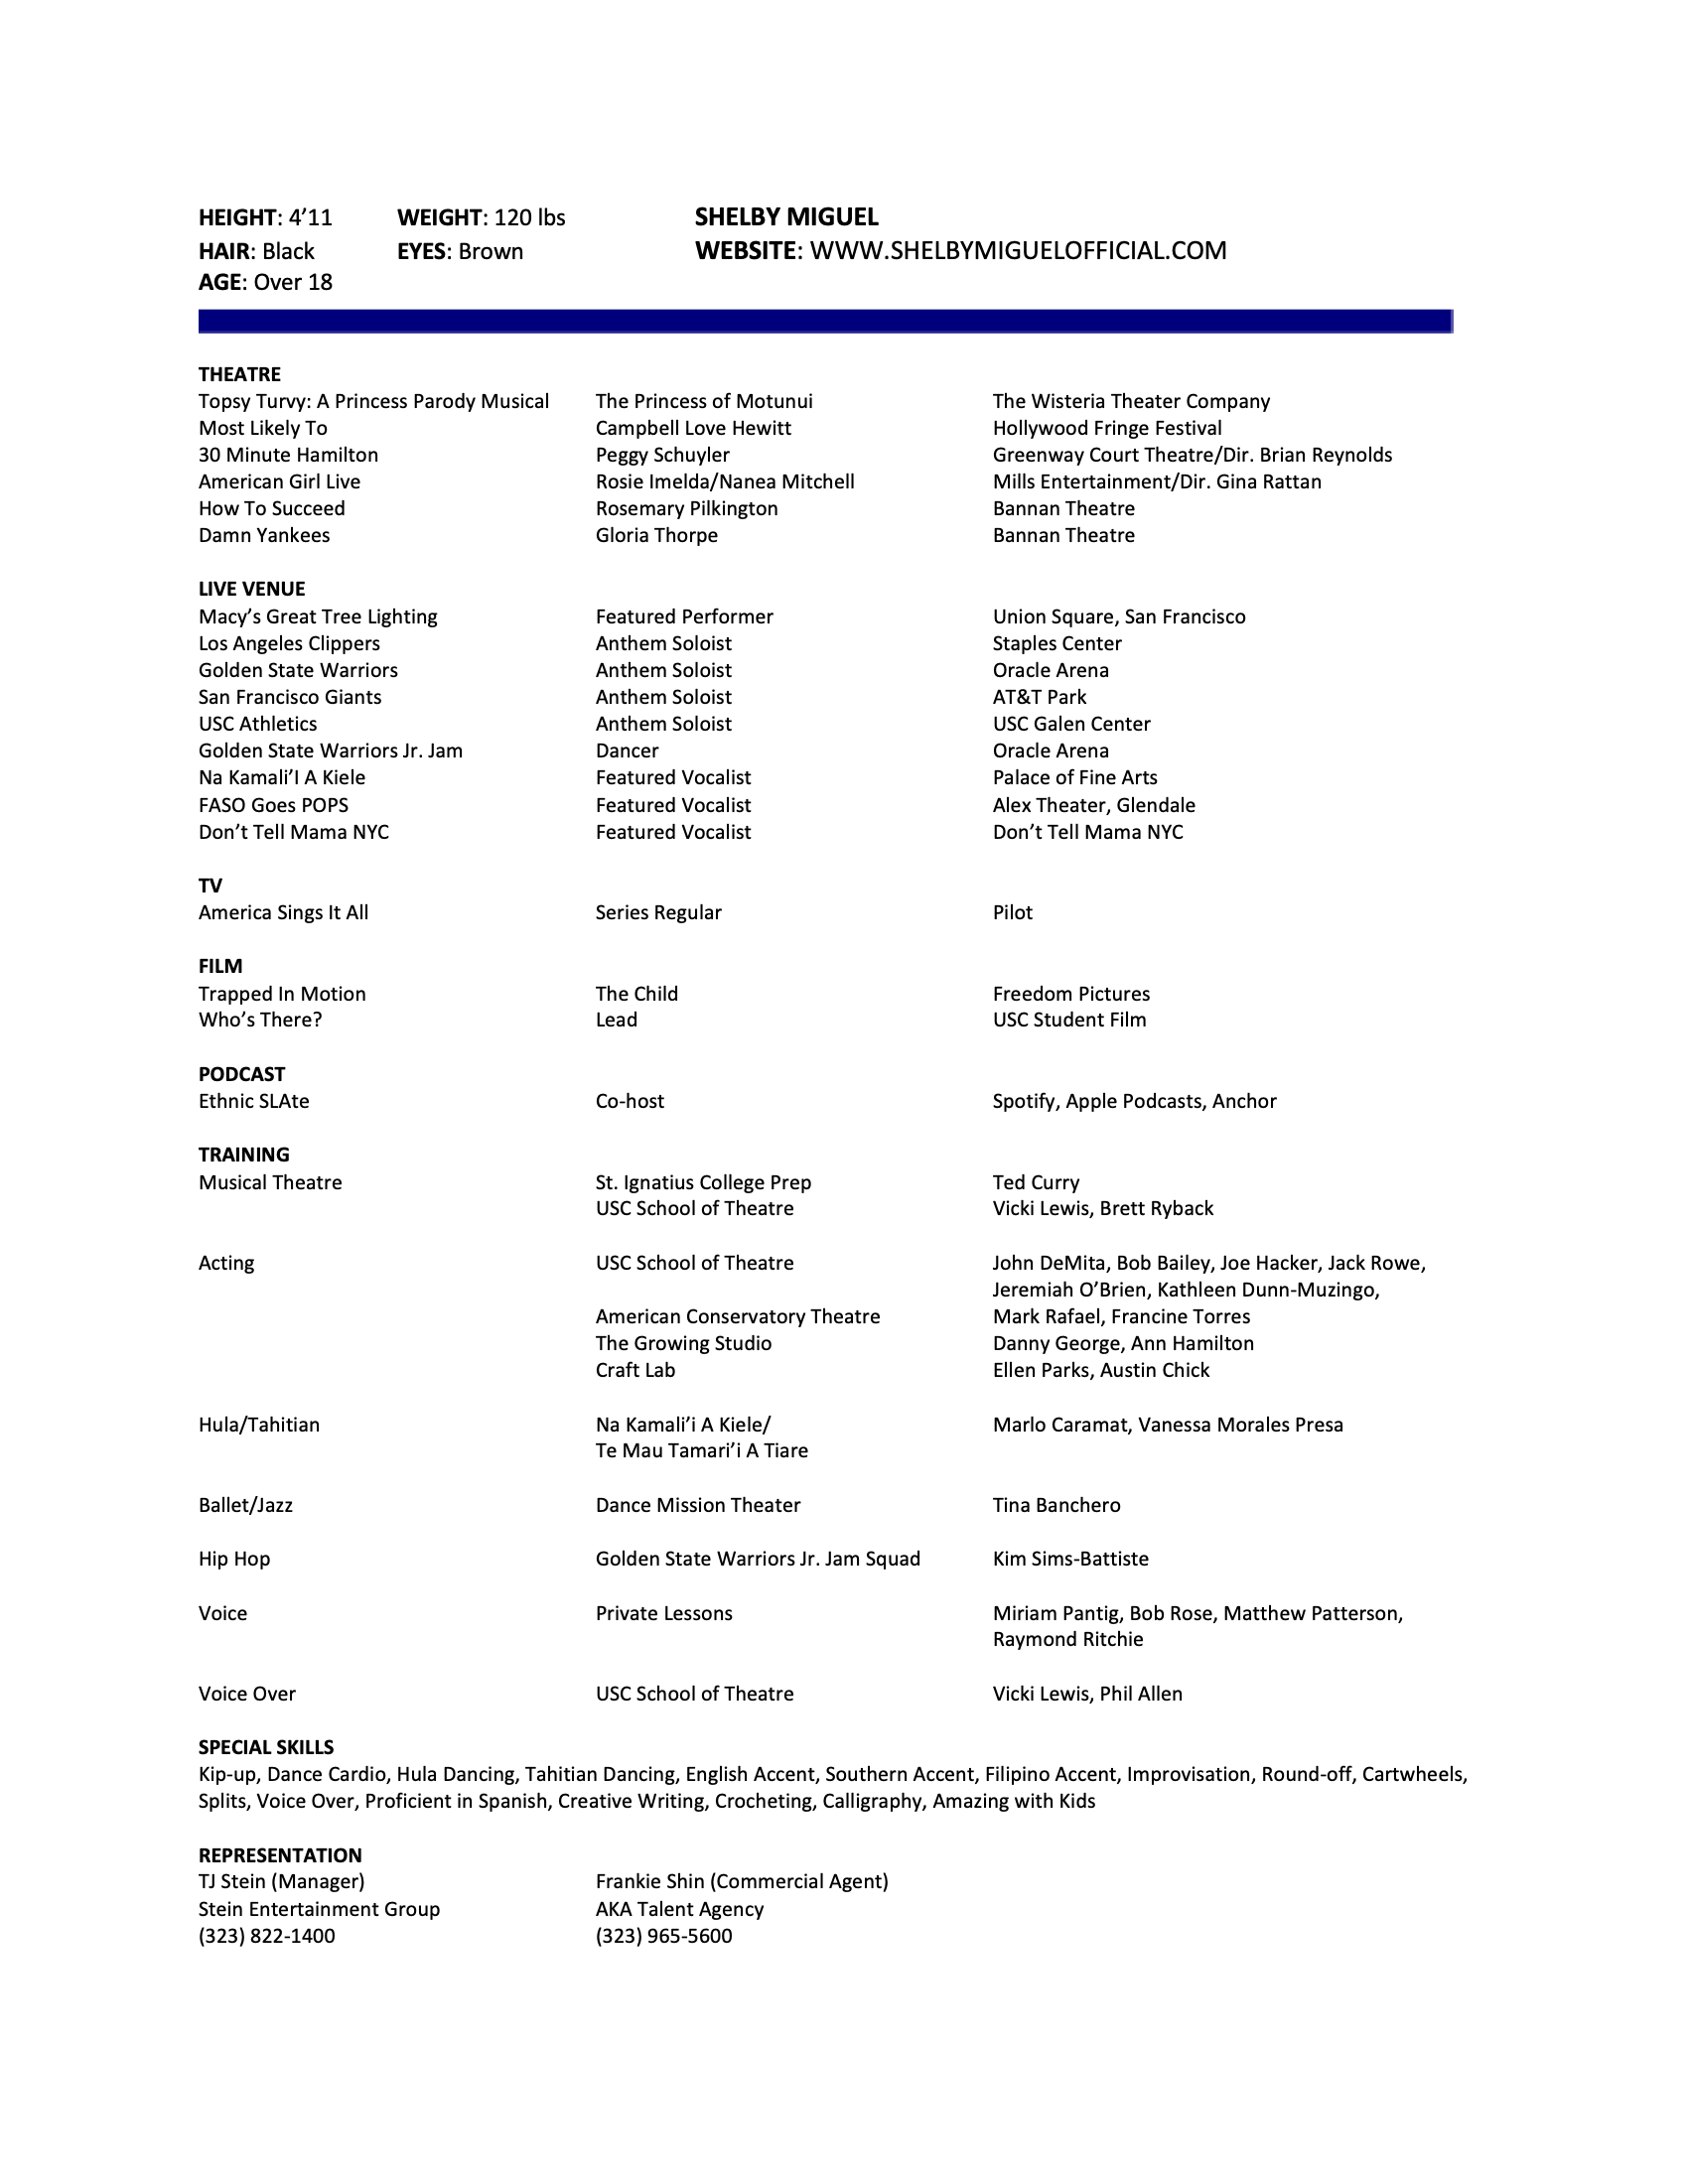 HEIGHT: 4’11 WEIGHT: 120 lbs SHELBY MIGUEL
HAIR: Black EYES: Brown WEBSITE: WWW.SHELBYMIGUELOFFICIAL.COM
AGE: Over 18
THEATRE
Topsy Turvy: A Princess Parody Musical The Princess of Motunui The Wisteria Theater Company
Most Likely To Campbell Love Hewitt Hollywood Fringe Festival
30 Minute Hamilton Peggy Schuyler Greenway Court Theatre/Dir. Brian Reynolds
American Girl Live Rosie Imelda/Nanea Mitchell Mills Entertainment/Dir. Gina Rattan
How To Succeed Rosemary Pilkington Bannan Theatre
Damn Yankees Gloria Thorpe Bannan Theatre
LIVE VENUE
Macy’s Great Tree Lighting Featured Performer Union Square, San Francisco
Los Angeles Clippers Anthem Soloist Staples Center
Golden State Warriors Anthem Soloist Oracle Arena
San Francisco Giants Anthem Soloist AT&T Park
USC Athletics Anthem Soloist USC Galen Center
Golden State Warriors Jr. Jam Dancer Oracle Arena
Na Kamali’I A Kiele Featured Vocalist Palace of Fine Arts
FASO Goes POPS Featured Vocalist Alex Theater, Glendale
Don’t Tell Mama NYC Featured Vocalist Don’t Tell Mama NYC
TV
America Sings It All Series Regular Pilot
FILM
Trapped In Motion The Child Freedom Pictures
Who’s There? Lead USC Student Film
PODCAST
Ethnic SLAte Co-host Spotify, Apple Podcasts, Anchor
TRAINING
Musical Theatre St. Ignatius College Prep Ted Curry
USC School of Theatre Vicki Lewis, Brett Ryback
Acting USC School of Theatre John DeMita, Bob Bailey, Joe Hacker, Jack Rowe,
Jeremiah O’Brien, Kathleen Dunn-Muzingo,
American Conservatory Theatre Mark Rafael, Francine Torres
The Growing Studio Danny George, Ann Hamilton
Craft Lab Ellen Parks, Austin Chick
Hula/Tahitian Na Kamali’i A Kiele/ Marlo Caramat, Vanessa Morales Presa
Te Mau Tamari’i A Tiare
Ballet/Jazz Dance Mission Theater Tina Banchero
Hip Hop Golden State Warriors Jr. Jam Squad Kim Sims-Battiste
Voice Private Lessons Miriam Pantig, Bob Rose, Matthew Patterson,
Raymond Ritchie
Voice Over USC School of Theatre Vicki Lewis, Phil Allen
SPECIAL SKILLS
Kip-up, Dance Cardio, Hula Dancing, Tahitian Dancing, English Accent, Southern Accent, Filipino Accent, Improvisation, Round-off, Cartwheels,
Splits, Voice Over, Proficient in Spanish, Creative Writing, Crocheting, Calligraphy, Amazing with Kids
REPRESENTATION
TJ Stein (Manager) Frankie Shin (Commercial Agent)
Stein Entertainment Group AKA Talent Agency
(323) 822-1400 (323) 965-5600